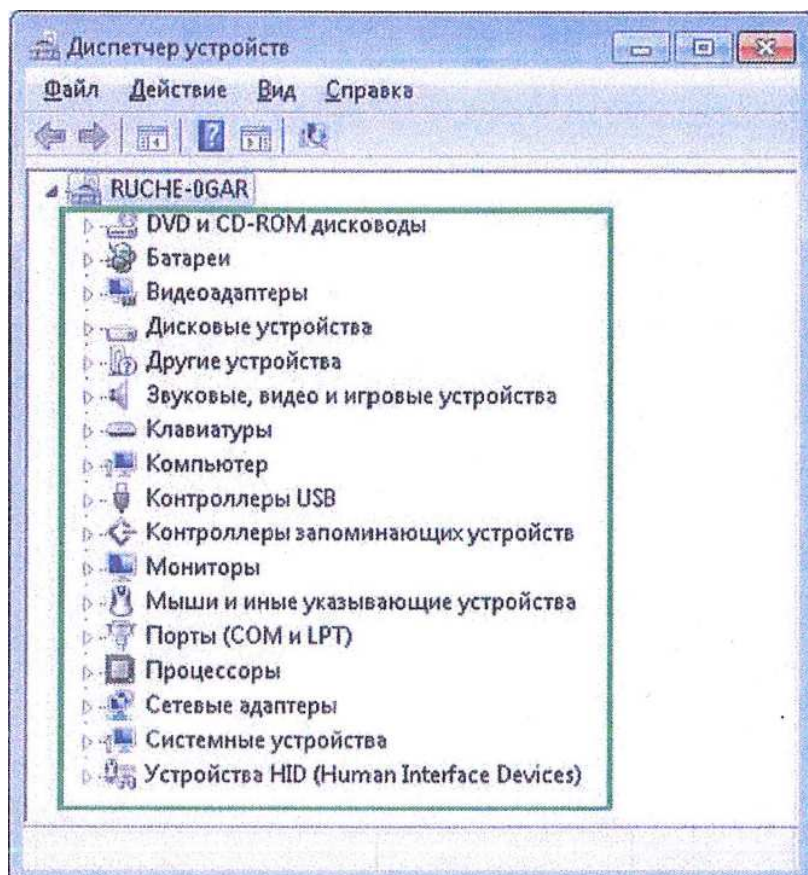 Диспетчер устройств
Файл Действие Вид Справка
RUCHE-0GAR
DVD и CD-ROM дисководы
Батареи
Видеоадаптеры
Дисковые устройства
Другие устройства
Звуковые, видео и игровые устройства
Клавиатуры
Компьютер
Контроллеры USB
Контроллеры запоминающих устройств
Мониторы
Мыши и иные указывающие устройства
Порты (COM и LPT)
Процессоры
Сетевые адаптеры
Системные устройства
Устройства HID (Human Interface Devices)